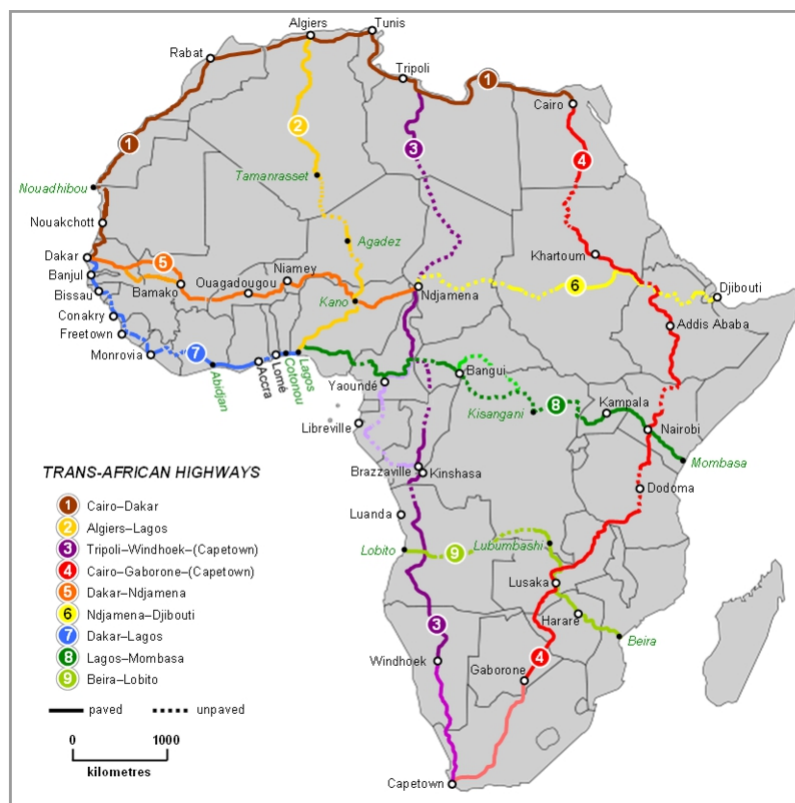 Algiers
Tunis
Rabat
Tripoli
1
Cairo
2
1
3
4
Tamanrasset
Nouadhibou
Nouakchott
Agadez
Khartoum
Dakar
5
Niamey
Banjul
Ouagadougou
Bamako
Kano
Ndjamena
6
Djibouti
Bissau
Conakry
Freetown
Addis Ababa
Monrovia
7
Abidjan
Accra
Lomé
Cotonou
Lagos
Yaoundé
Bangui
Kisangani
8
Kampala
Libreville
Nairobi
Mombasa
Brazzaville
Kinshasa
Dodoma
Luanda
Lobito
9
Lubumbashi
Lusaka
Harare
Beira
3
Windhoek
Gaborone
4
Capetown
TRANS-AFRICAN HIGHWAYS
1 Cairo–Dakar
2 Algiers–Lagos
3 Tripoli–Windhoek–(Capetown)
4 Cairo–Gaborone–(Capetown)
5 Dakar–Ndjamena
6 Ndjamena–Djibouti
7 Dakar–Lagos
8 Lagos–Mombasa
9 Beira–Lobito
paved unpaved
0 1000
kilometres